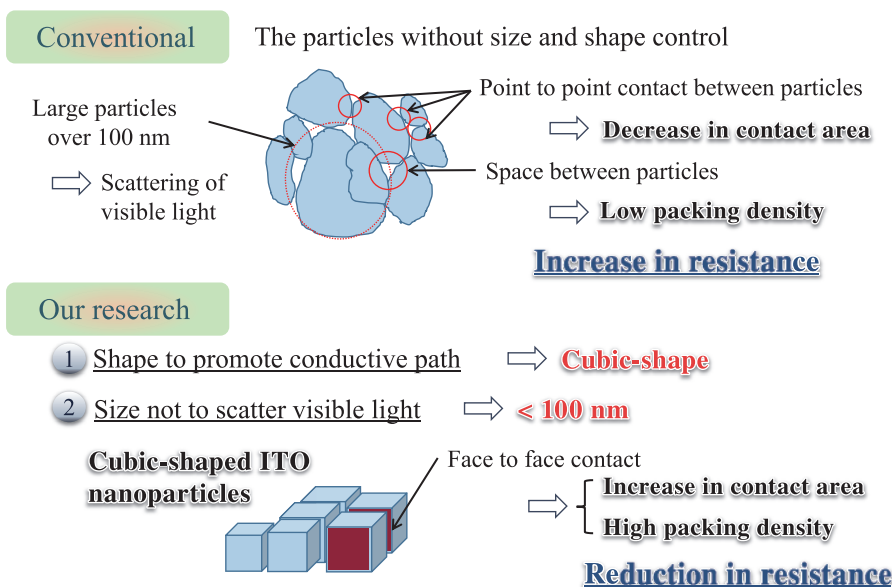 Conventional
The particles without size and shape control
Large particles
over 100 nm
Scattering of
visible light
Point to point contact between particles
Decrease in contact area
Space between particles
Low packing density
Increase in resistance
Our research
1 Shape to promote conductive path
Cubic-shape
2 Size not to scatter visible light
< 100 nm
Cubic-shaped ITO
nanoparticles
Face to face contact
Increase in contact area
High packing density
Reduction in resistance